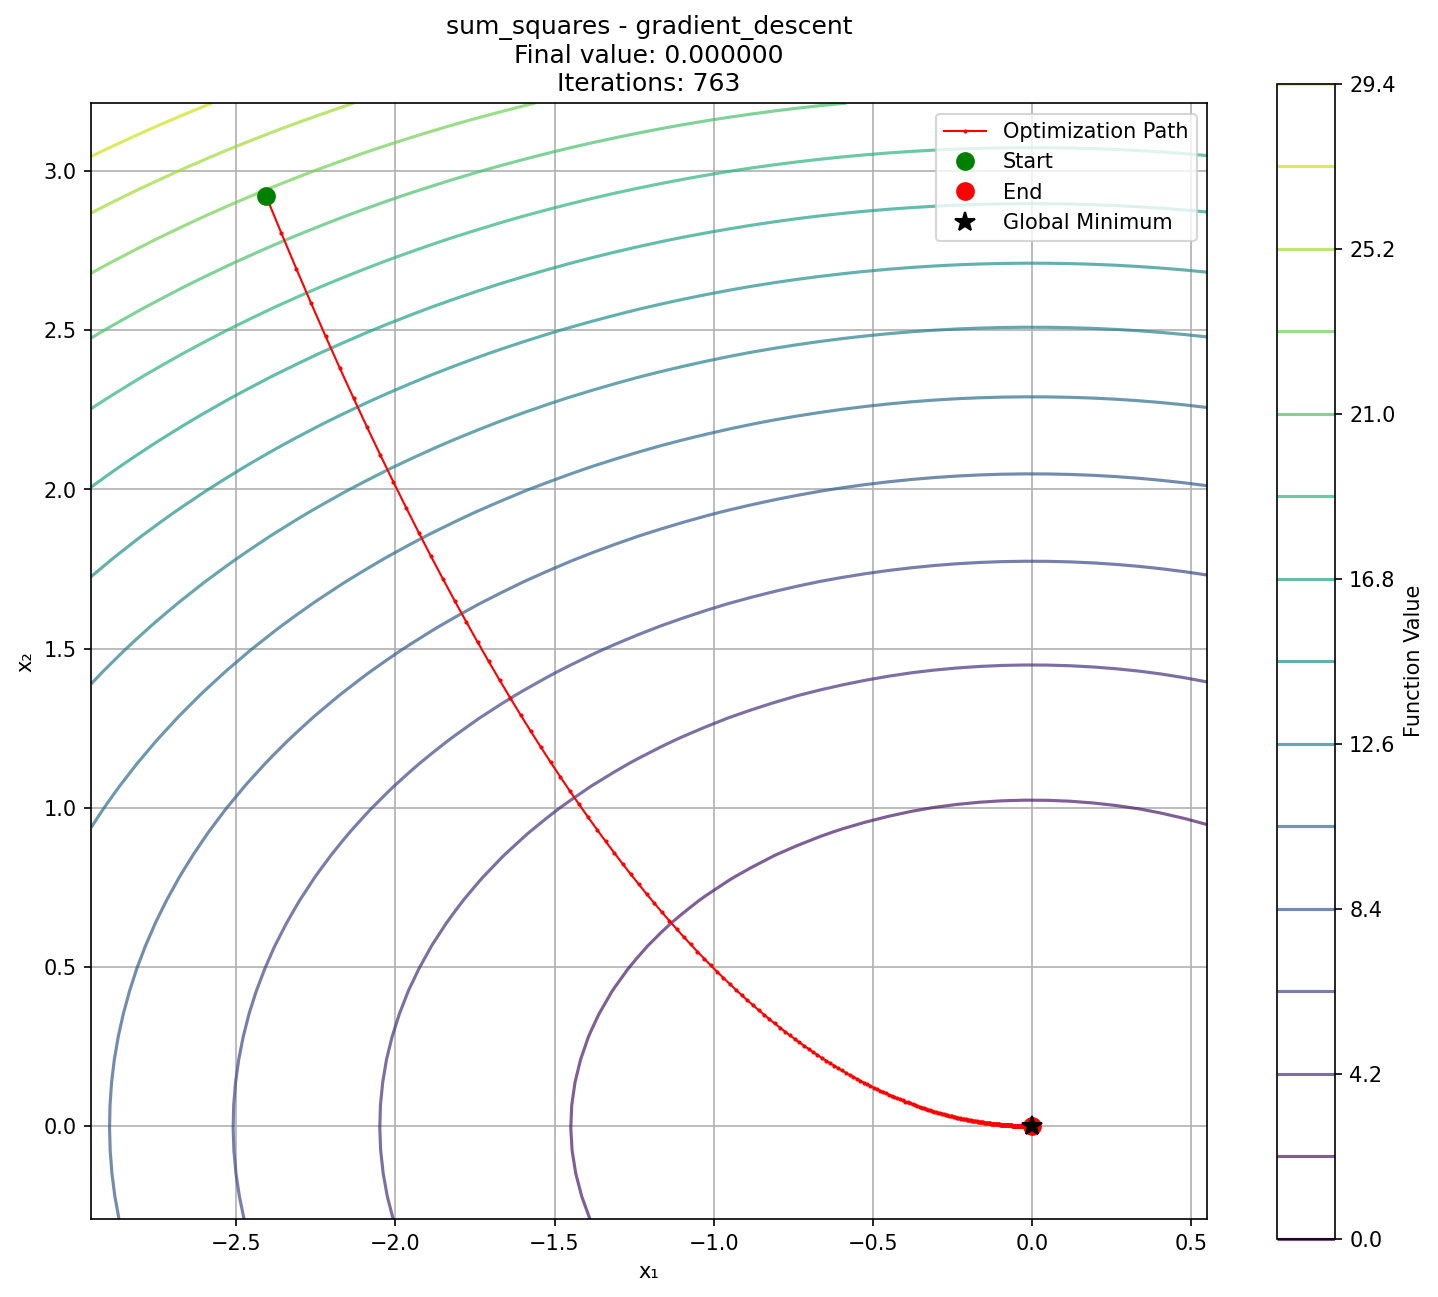 sum_squares - gradient_descent
Final value: 0.000000
Iterations: 763
Optimization Path
Start
End
Global Minimum
3.0
2.5
2.0
1.5
1.0
0.5
0.0
x₂
−2.5 −2.0 −1.5 −1.0 −0.5 0.0 0.5
x₁
29.4
25.2
21.0
16.8
12.6
8.4
4.2
0.0
Function Value